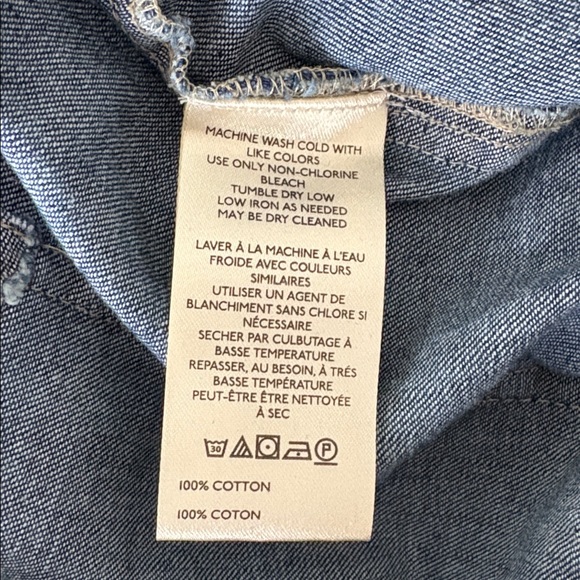 MACHINE WASH COLD WITH
LIKE COLORS
USE ONLY NON-CHLORINE
BLEACH
TUMBLE DRY LOW
LOW IRON AS NEEDED
MAY BE DRY CLEANED
LAVER À LA MACHINE À L'EAU
FROIDE AVEC COULEURS
SIMILAIRES
UTILISER UN AGENT DE
BLANCHIMENT SANS CHLORE SI
NÉCESSAIRE
SECHER PAR CULBUTAGE À
BASSE TEMPERATURE
REPASSER, AU BESOIN, À TRÉS
BASSE TEMPÉRATURE
PEUT-ÊTRE ÊTRE NETTOYÉE
À SEC
30 P
100% COTTON
100% COTON